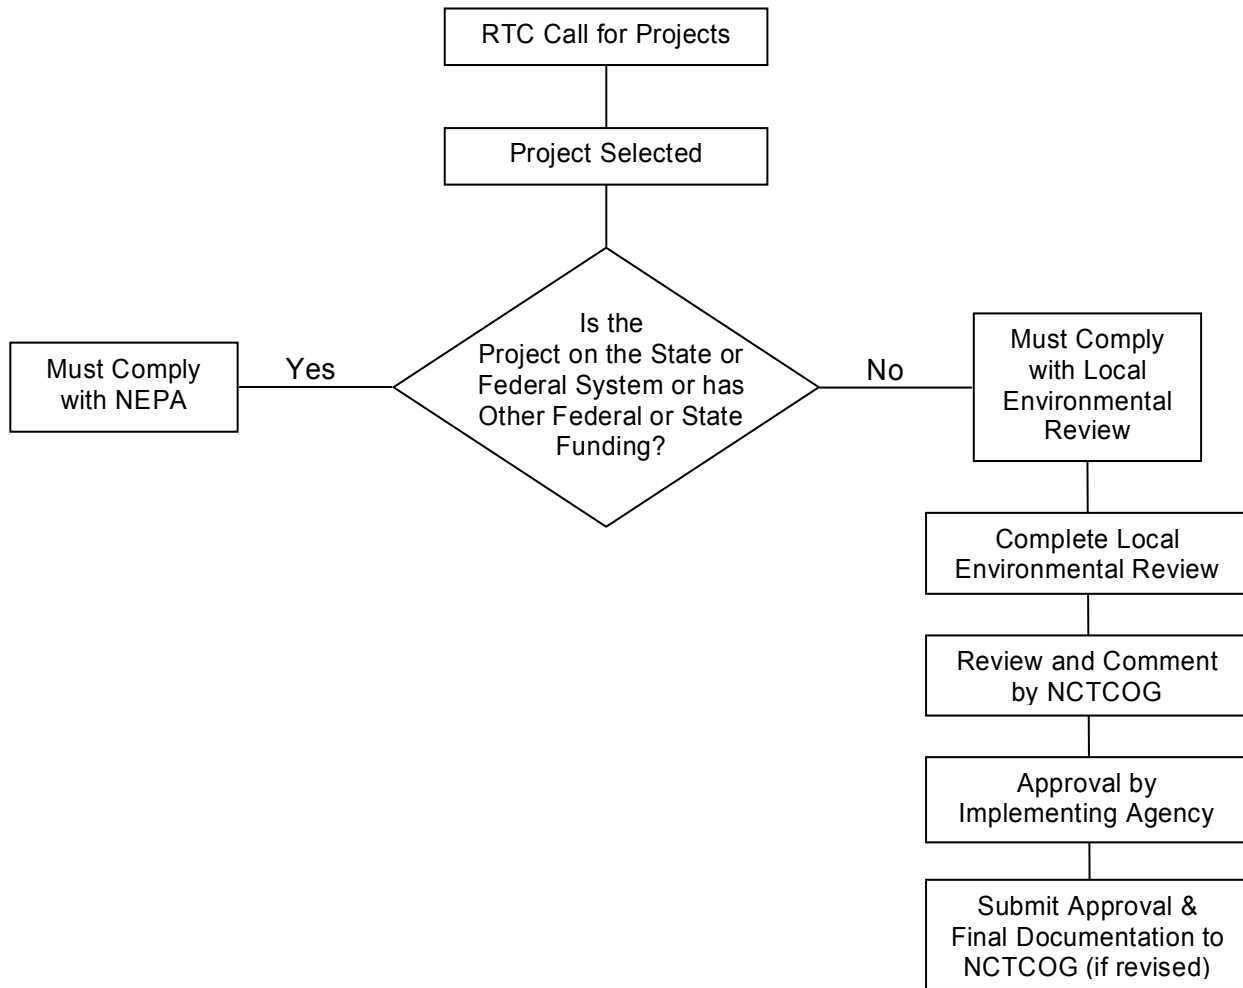 RTC Call for Projects
Project Selected
Is the
Project on the State or
Federal System or has
Other Federal or State
Funding?
Yes
No
Must Comply
with NEPA
Must Comply
with Local
Environmental
Review
Complete Local
Environmental Review
Review and Comment
by NCTCOG
Approval by
Implementing Agency
Submit Approval &
Final Documentation to
NCTCOG (if revised)